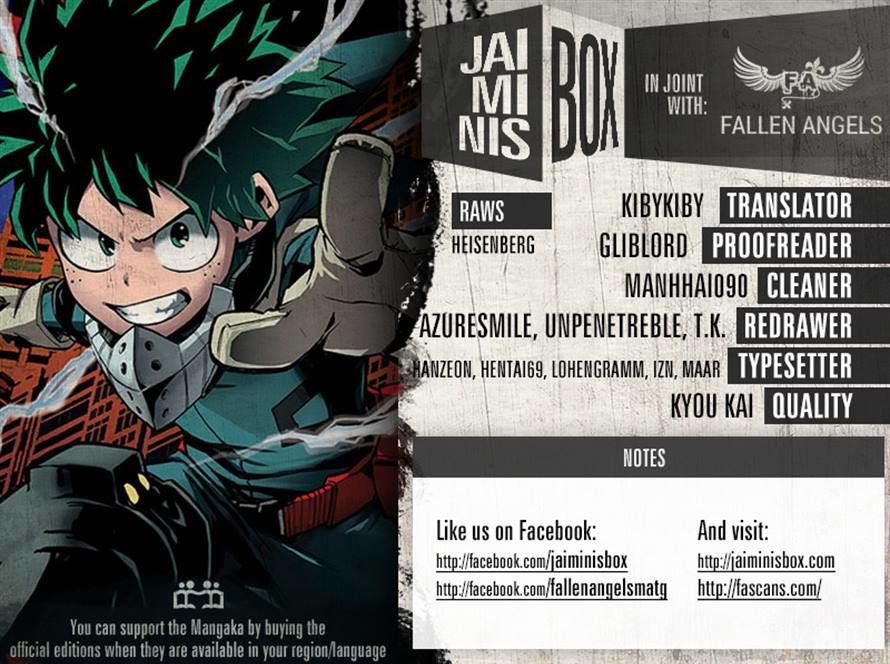 JAI
MI
NIS
BOX
IN JOINT
WITH:
FA
X
FALLEN ANGELS
RAWS
HEISENBERG
KIBYKIBY TRANSLATOR
GLIBLORD PROOFREADER
MANHHAI090 CLEANER
AZURESMILE, UNPENETREBLE, T.K. REDRAWER
HANZEON, HENTAI69, LOHENGRAMM, IZN, MAAR TYPESETTER
KYOU KAI QUALITY
NOTES
Like us on Facebook:
http://facebook.com/jaiminisbox
http://facebook.com/fallenangelsmatg
And visit:
http://jaiminisbox.com
http://fascans.com/
You can support the Mangaka by buying the
official editions when they are available in your region/language